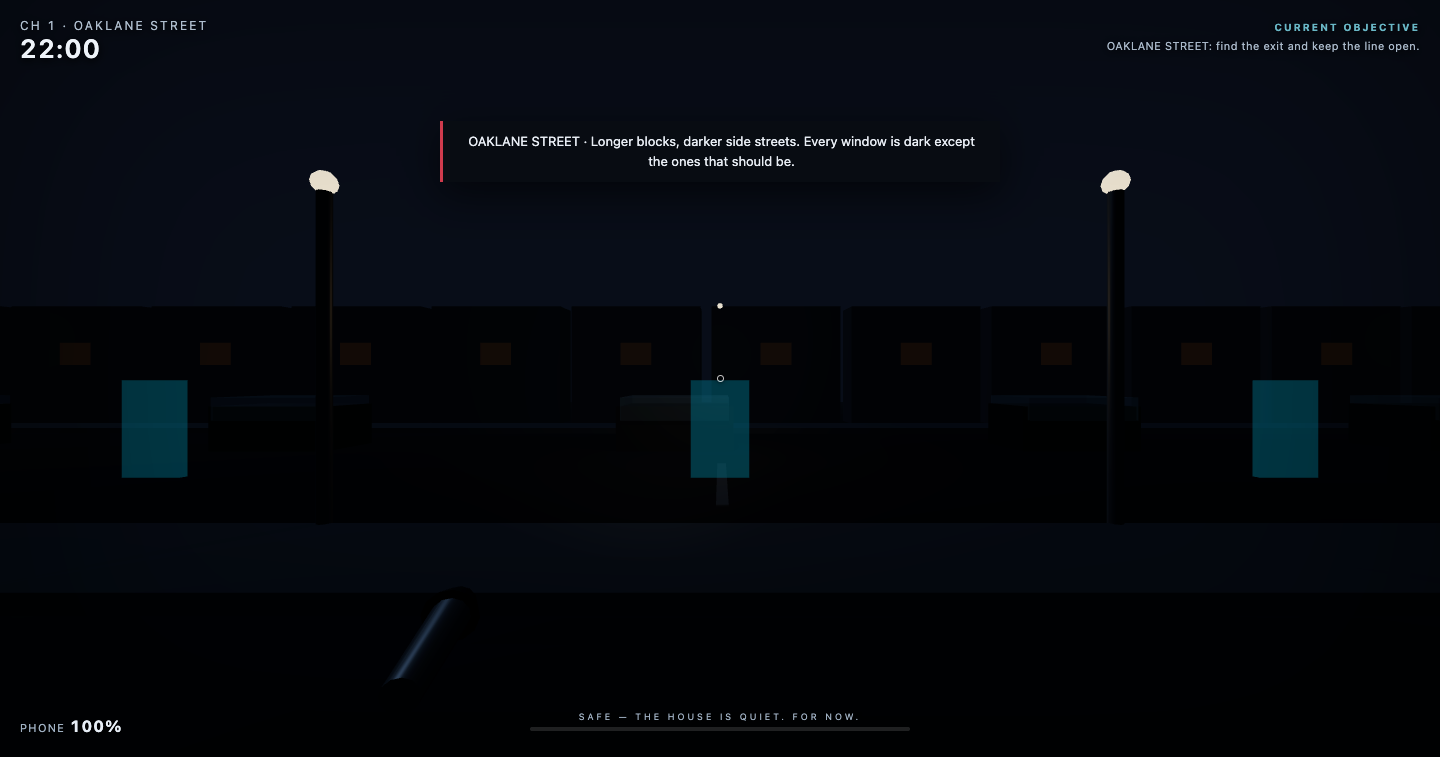 CH 1 · OAKLANE STREET
22:00
CURRENT OBJECTIVE
OAKLANE STREET: find the exit and keep the line open.
OAKLANE STREET · Longer blocks, darker side streets. Every window is dark except
the ones that should be.
SAFE — THE HOUSE IS QUIET. FOR NOW.
PHONE 100%